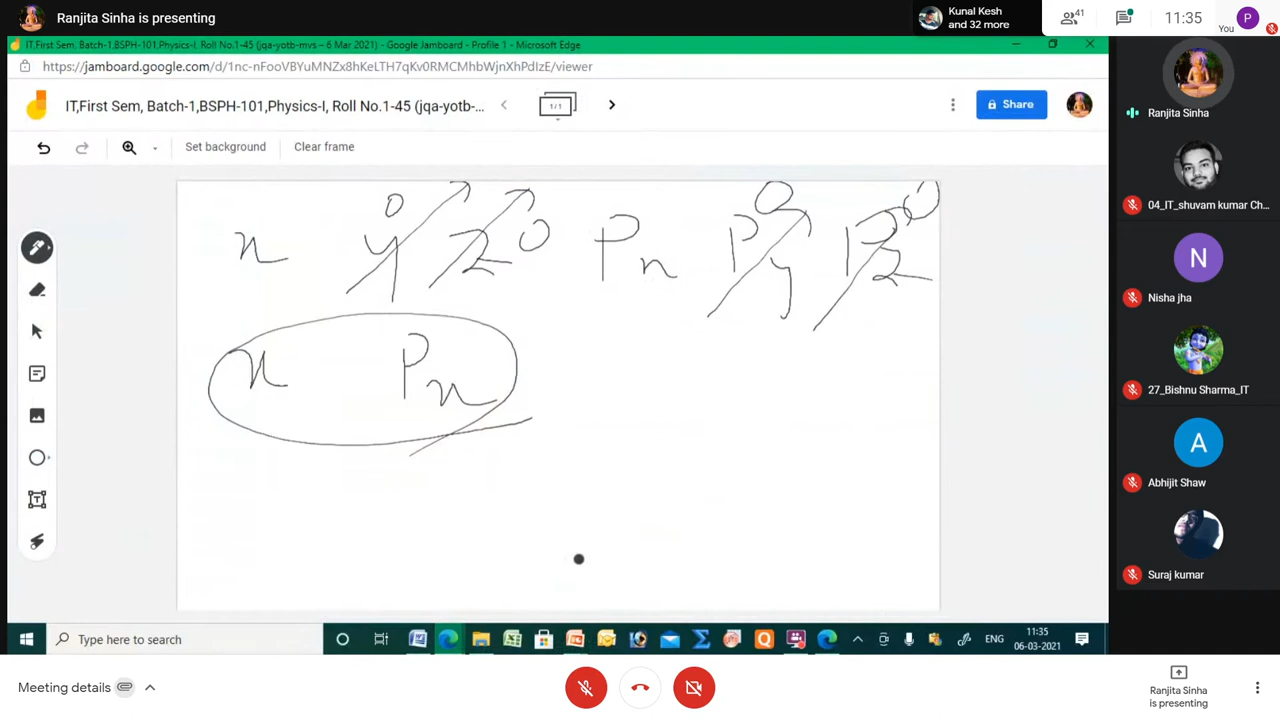 Ranjita Sinha is presenting
Kunal Kesh
and 32 more
41
11:35
P
You
IT,First Sem, Batch-1,BSPH-101,Physics-I, Roll No.1-45 (jqa-yotb-mvs – 6 Mar 2021) - Google Jamboard - Profile 1 - Microsoft Edge
https://jamboard.google.com/d/1nc-nFooVBYuMNZx8hKeLTH7qKv0RMCMhbWjnXhPdIzE/viewer
IT,First Sem, Batch-1,BSPH-101,Physics-I, Roll No.1-45 (jqa-yotb-...
1/1
Share
Set background
Clear frame
x y 0 z 0 Px Py 0 Pz 0
x Px
Ranjita Sinha
04_IT_shuvam kumar Ch...
N
Nisha jha
27_Bishnu Sharma_IT
A
Abhijit Shaw
Suraj kumar
Type here to search
ENG
11:35
06-03-2021
Meeting details
Ranjita Sinha
is presenting